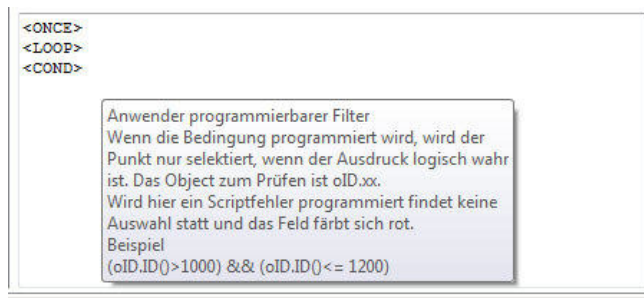 <ONCE>
<LOOP>
<COND>
Anwender programmierbarer Filter
Wenn die Bedingung programmiert wird, wird der
Punkt nur selektiert, wenn der Ausdruck logisch wahr
ist. Das Object zum Prüfen ist oID.xx.
Wird hier ein Scriptfehler programmiert findet keine
Auswahl statt und das Feld färbt sich rot.
Beispiel
(oID.ID()>1000) && (oID.ID()<= 1200)